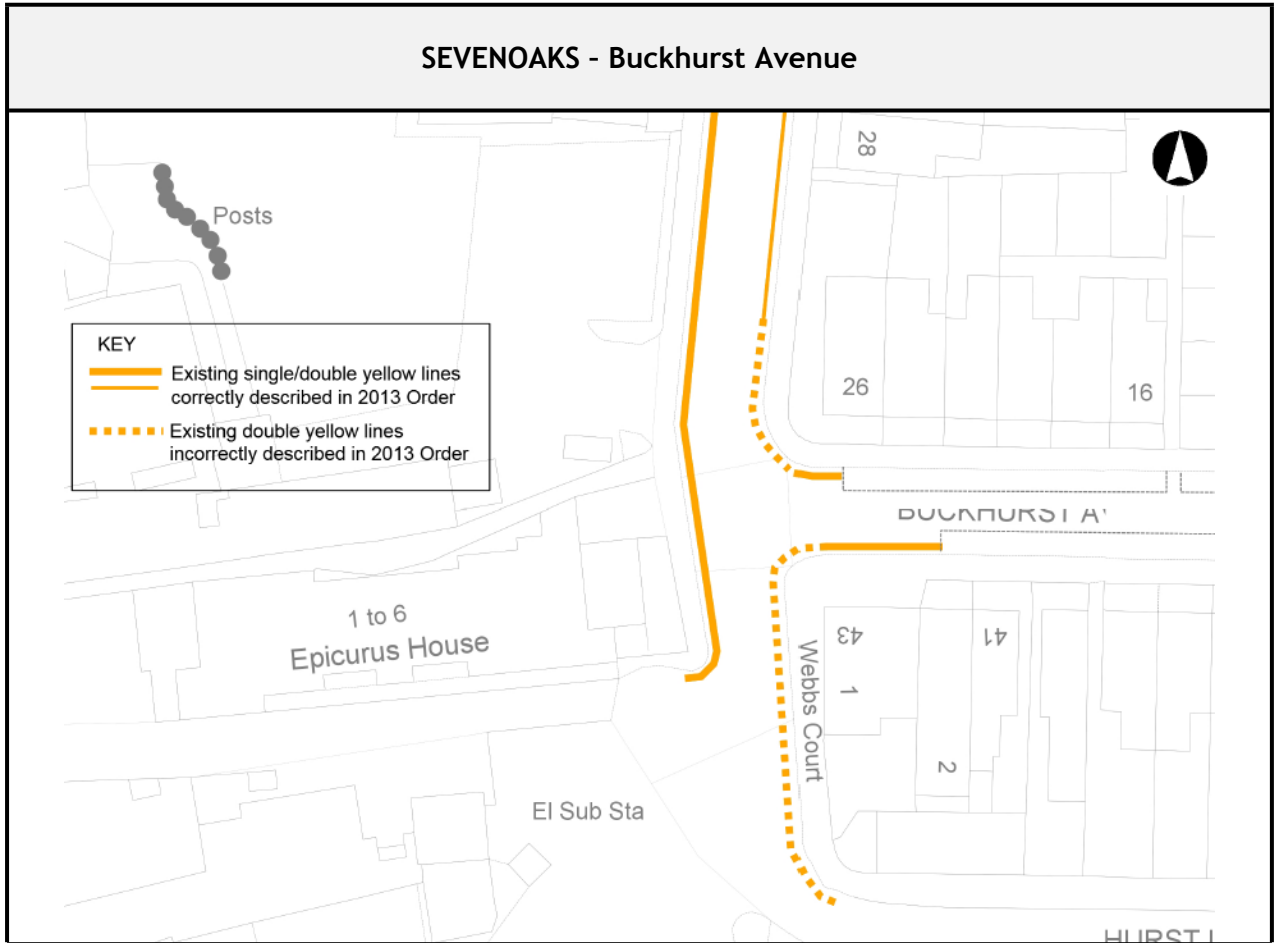 SEVENOAKS - Buckhurst Avenue
28
Posts
KEY
Existing single/double yellow lines
correctly described in 2013 Order
Existing double yellow lines
incorrectly described in 2013 Order
26
16
BUCKHURST A'
1 to 6
Epicurus House
43
41
1
Webbs Court
2
El Sub Sta
HURST